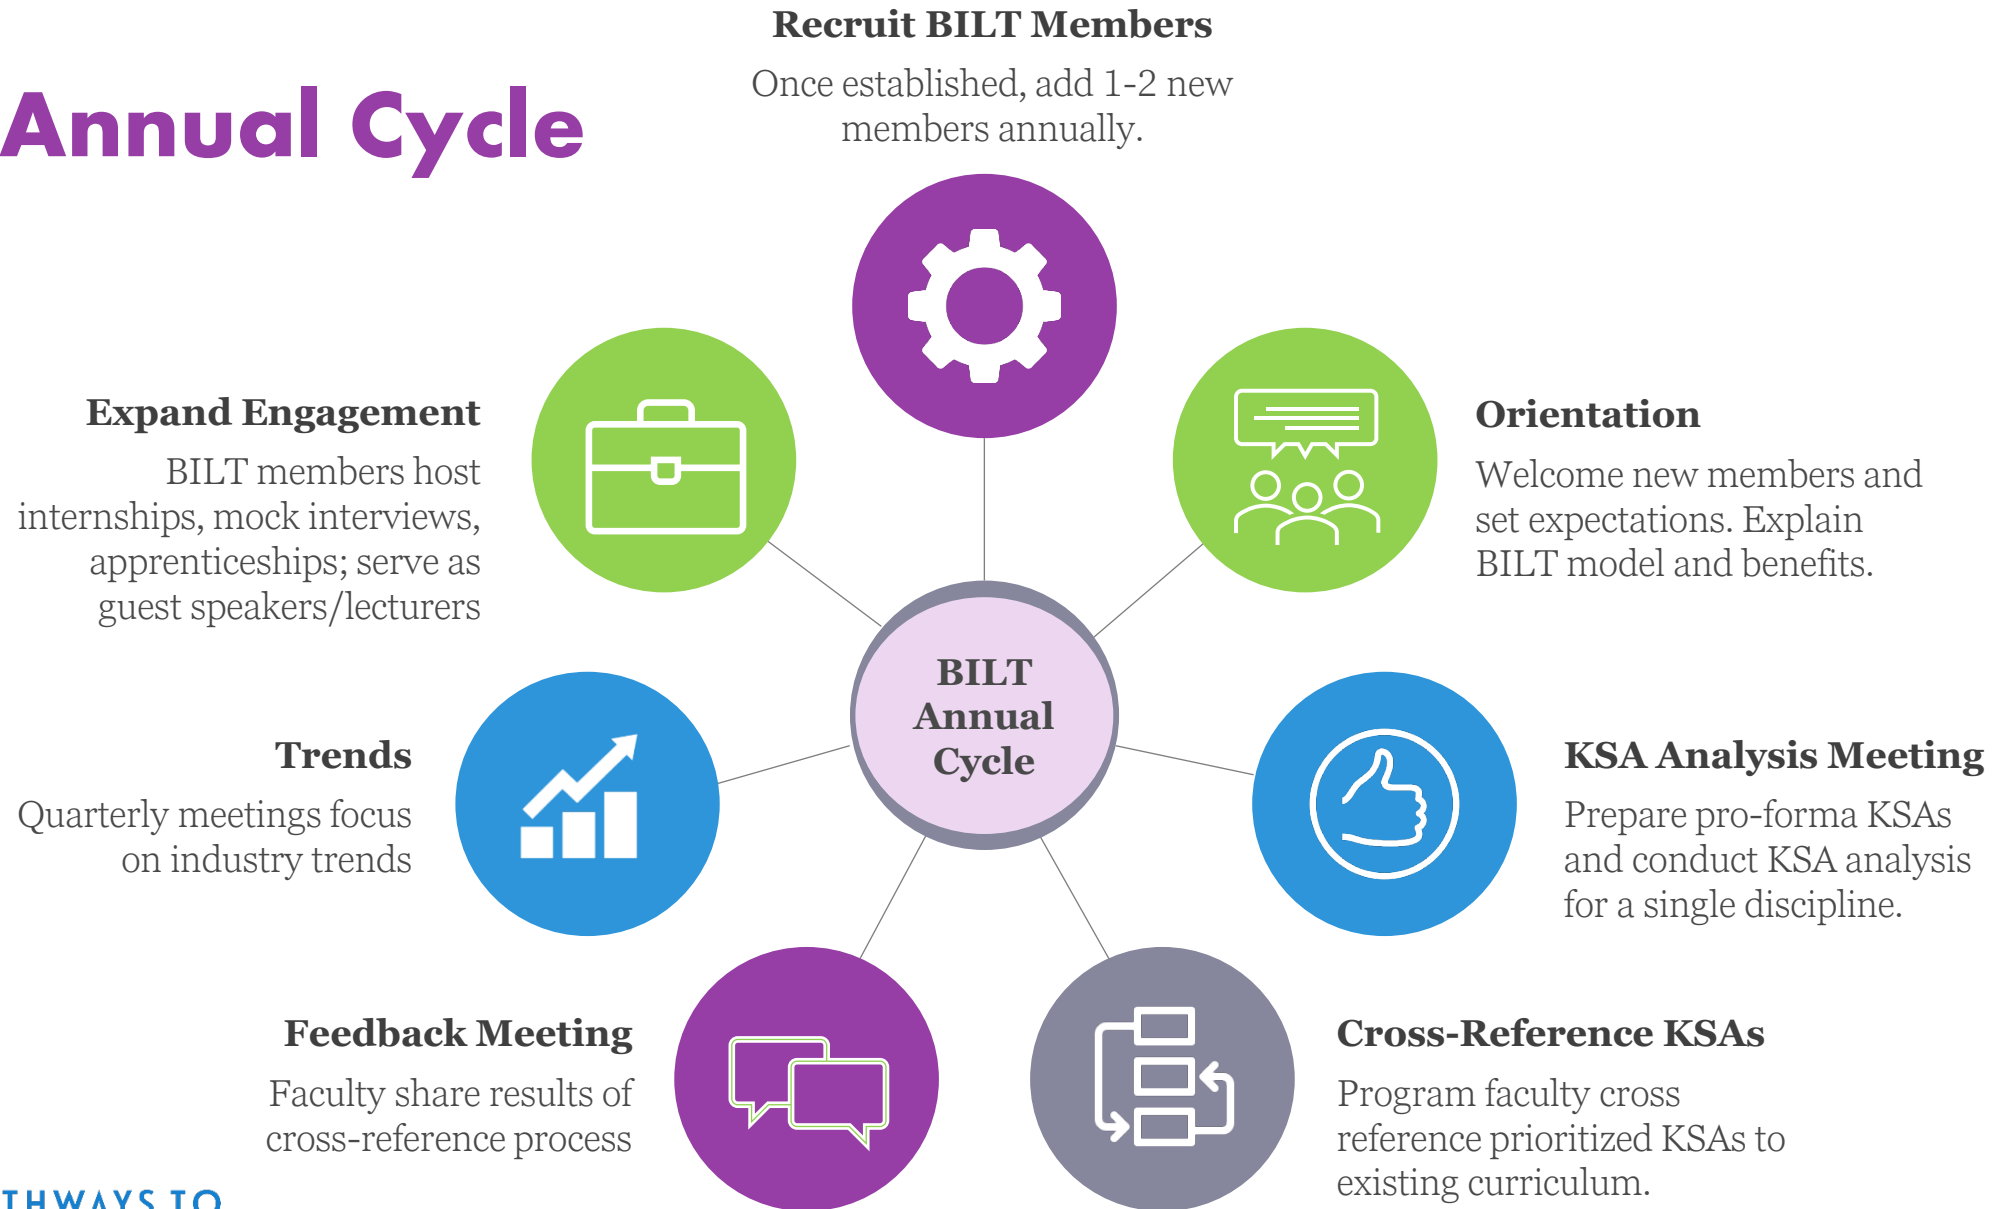 Annual Cycle
Recruit BILT Members
Once established, add 1-2 new
members annually.
Orientation
Welcome new members and
set expectations. Explain
BILT model and benefits.
KSA Analysis Meeting
Prepare pro-forma KSAs
and conduct KSA analysis
for a single discipline.
Cross-Reference KSAs
Program faculty cross
reference prioritized KSAs to
existing curriculum.
Feedback Meeting
Faculty share results of
cross-reference process
Trends
Quarterly meetings focus
on industry trends
Expand Engagement
BILT members host
internships, mock interviews,
apprenticeships; serve as
guest speakers/lecturers
BILT
Annual
Cycle
THWAYS TO